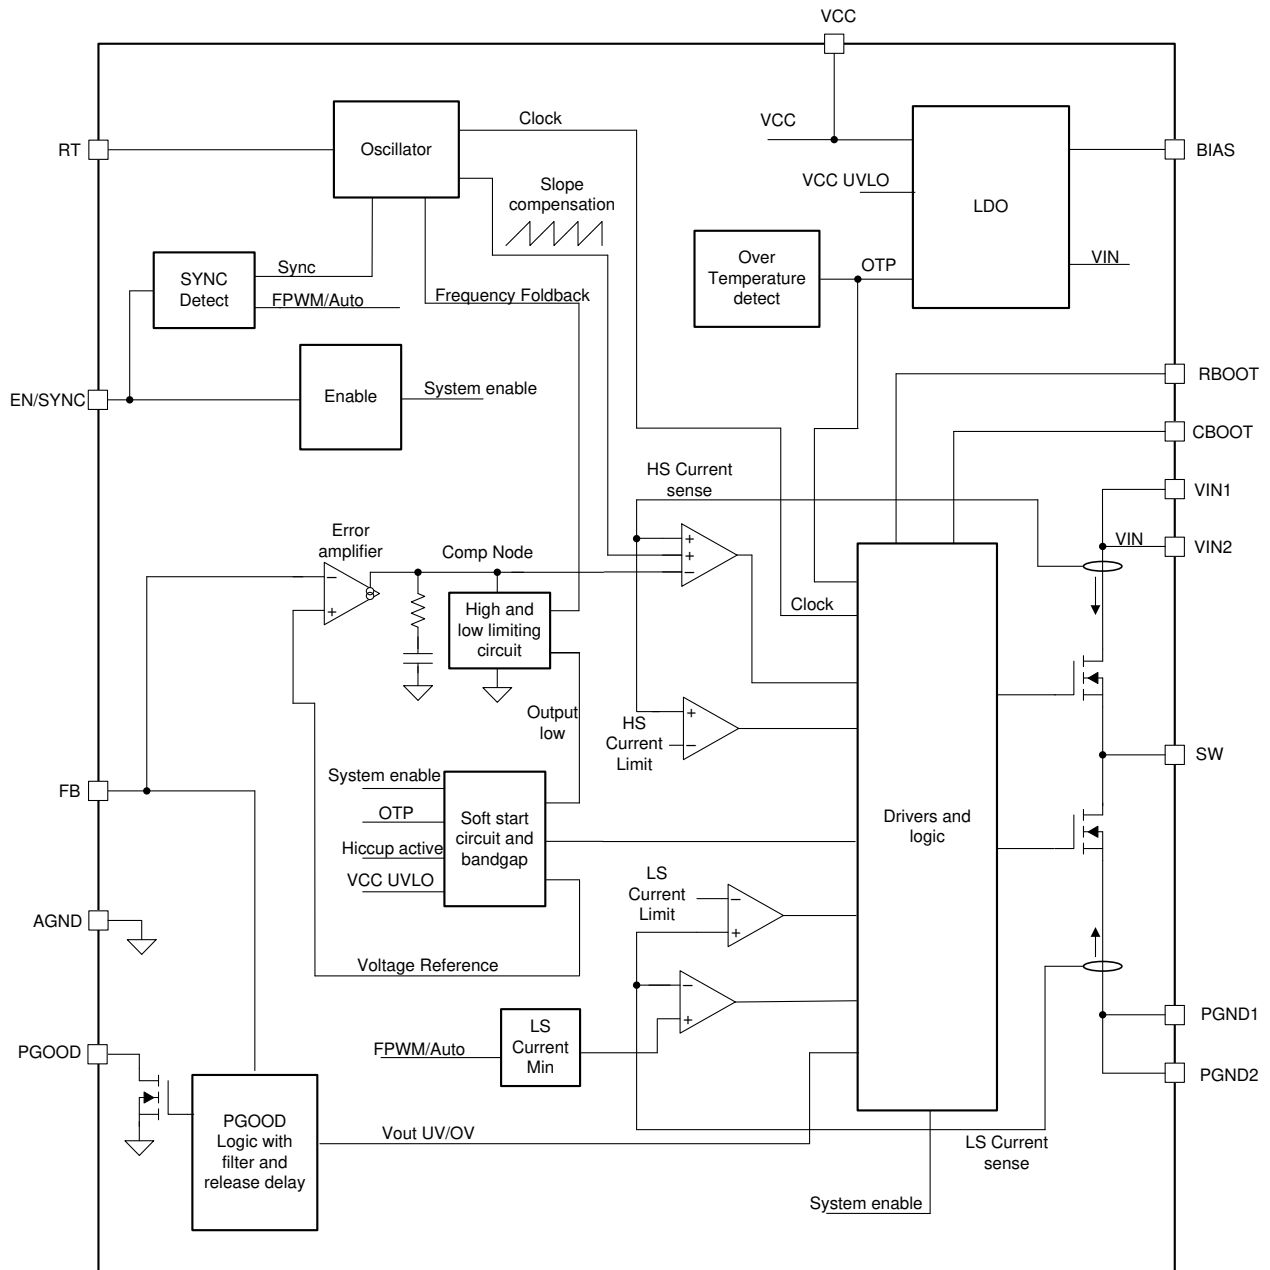 VCC
Clock
VCC
RT
Oscillator
BIAS
VCC UVLO
Slope
compensation
LDO
Over
Temperature
detect
OTP
VIN
SYNC
Detect
Sync
FPWM/Auto
Frequency Foldback
RBOOT
EN/SYNC
Enable
System enable
CBOOT
HS Current
sense
VIN1
Error
amplifier
Comp Node
VIN
VIN2
+
+
−
−
+
High and
low limiting
circuit
Clock
Output
low
HS
Current
Limit
+
−
SW
System enable
FB
OTP
Soft start
circuit and
bandgap
Drivers and
logic
Hiccup active
VCC UVLO
LS
Current
Limit
−
+
AGND
Voltage Reference
−
+
LS
Current
Min
PGND1
PGOOD
FPWM/Auto
PGND2
PGOOD
Logic with
filter and
release delay
Vout UV/OV
LS Current
sense
System enable